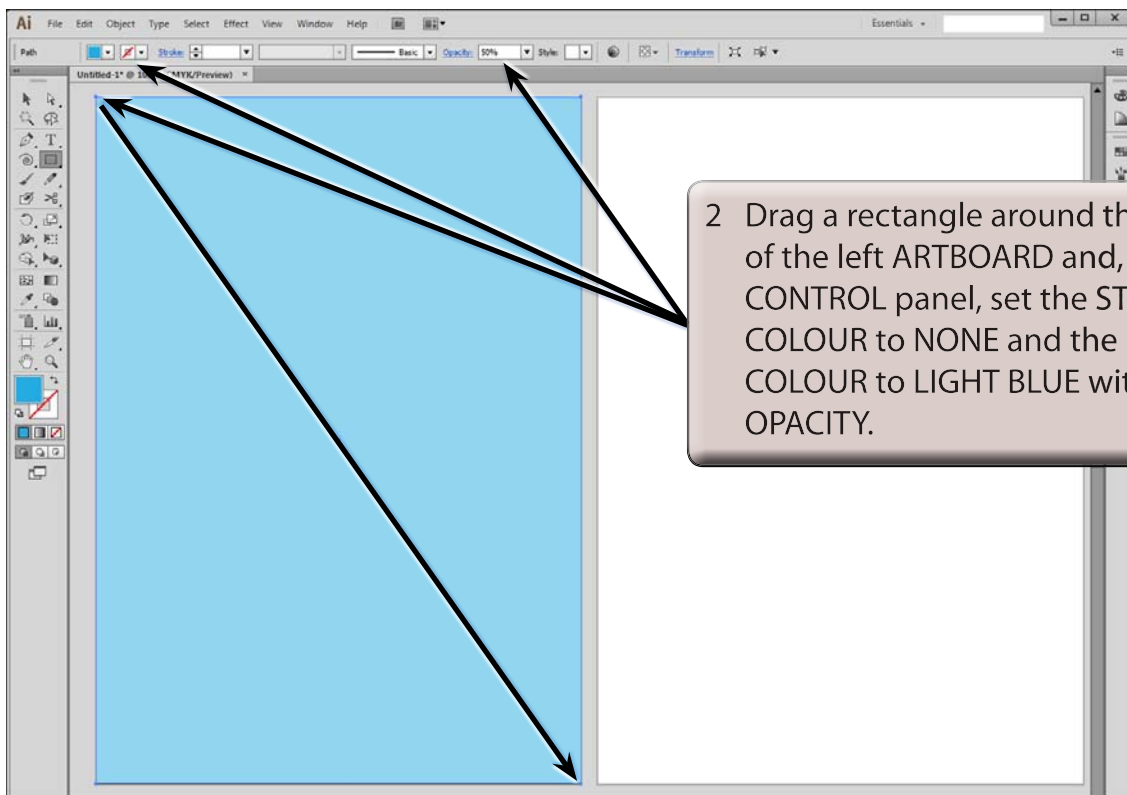 Ai File Edit Object Type Select Effect View Window Help Br Essentials
Path Stroke: Basic Opacity: 50% Style: Transform
Untitled-1* @ MYK/Preview) ×
2 Drag a rectangle around th
of the left ARTBOARD and,
CONTROL panel, set the ST
COLOUR to NONE and the
COLOUR to LIGHT BLUE wit
OPACITY.